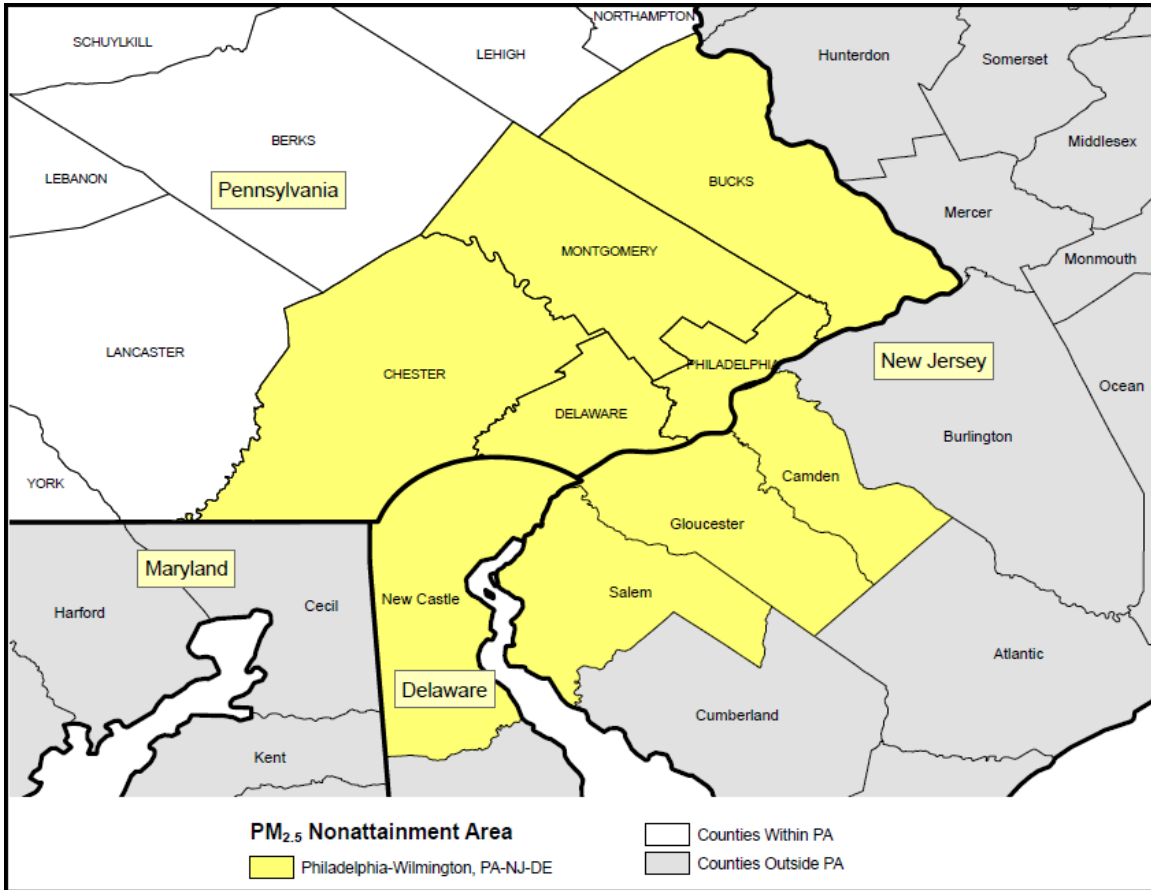 NORTHAMPTON
SCHUYLKILL
LEHIGH
Hunterdon
Somerset
Middlesex
BERKS
LEBANON
Pennsylvania
BUCKS
Mercer
MONTGOMERY
Monmouth
LANCASTER
CHESTER
PHILADELPHIA
New Jersey
Ocean
DELAWARE
Burlington
YORK
Camden
Gloucester
Maryland
Harford
Cecil
New Castle
Salem
Delaware
Atlantic
Cumberland
Kent
PM2.5 Nonattainment Area
Philadelphia-Wilmington, PA-NJ-DE
Counties Within PA
Counties Outside PA